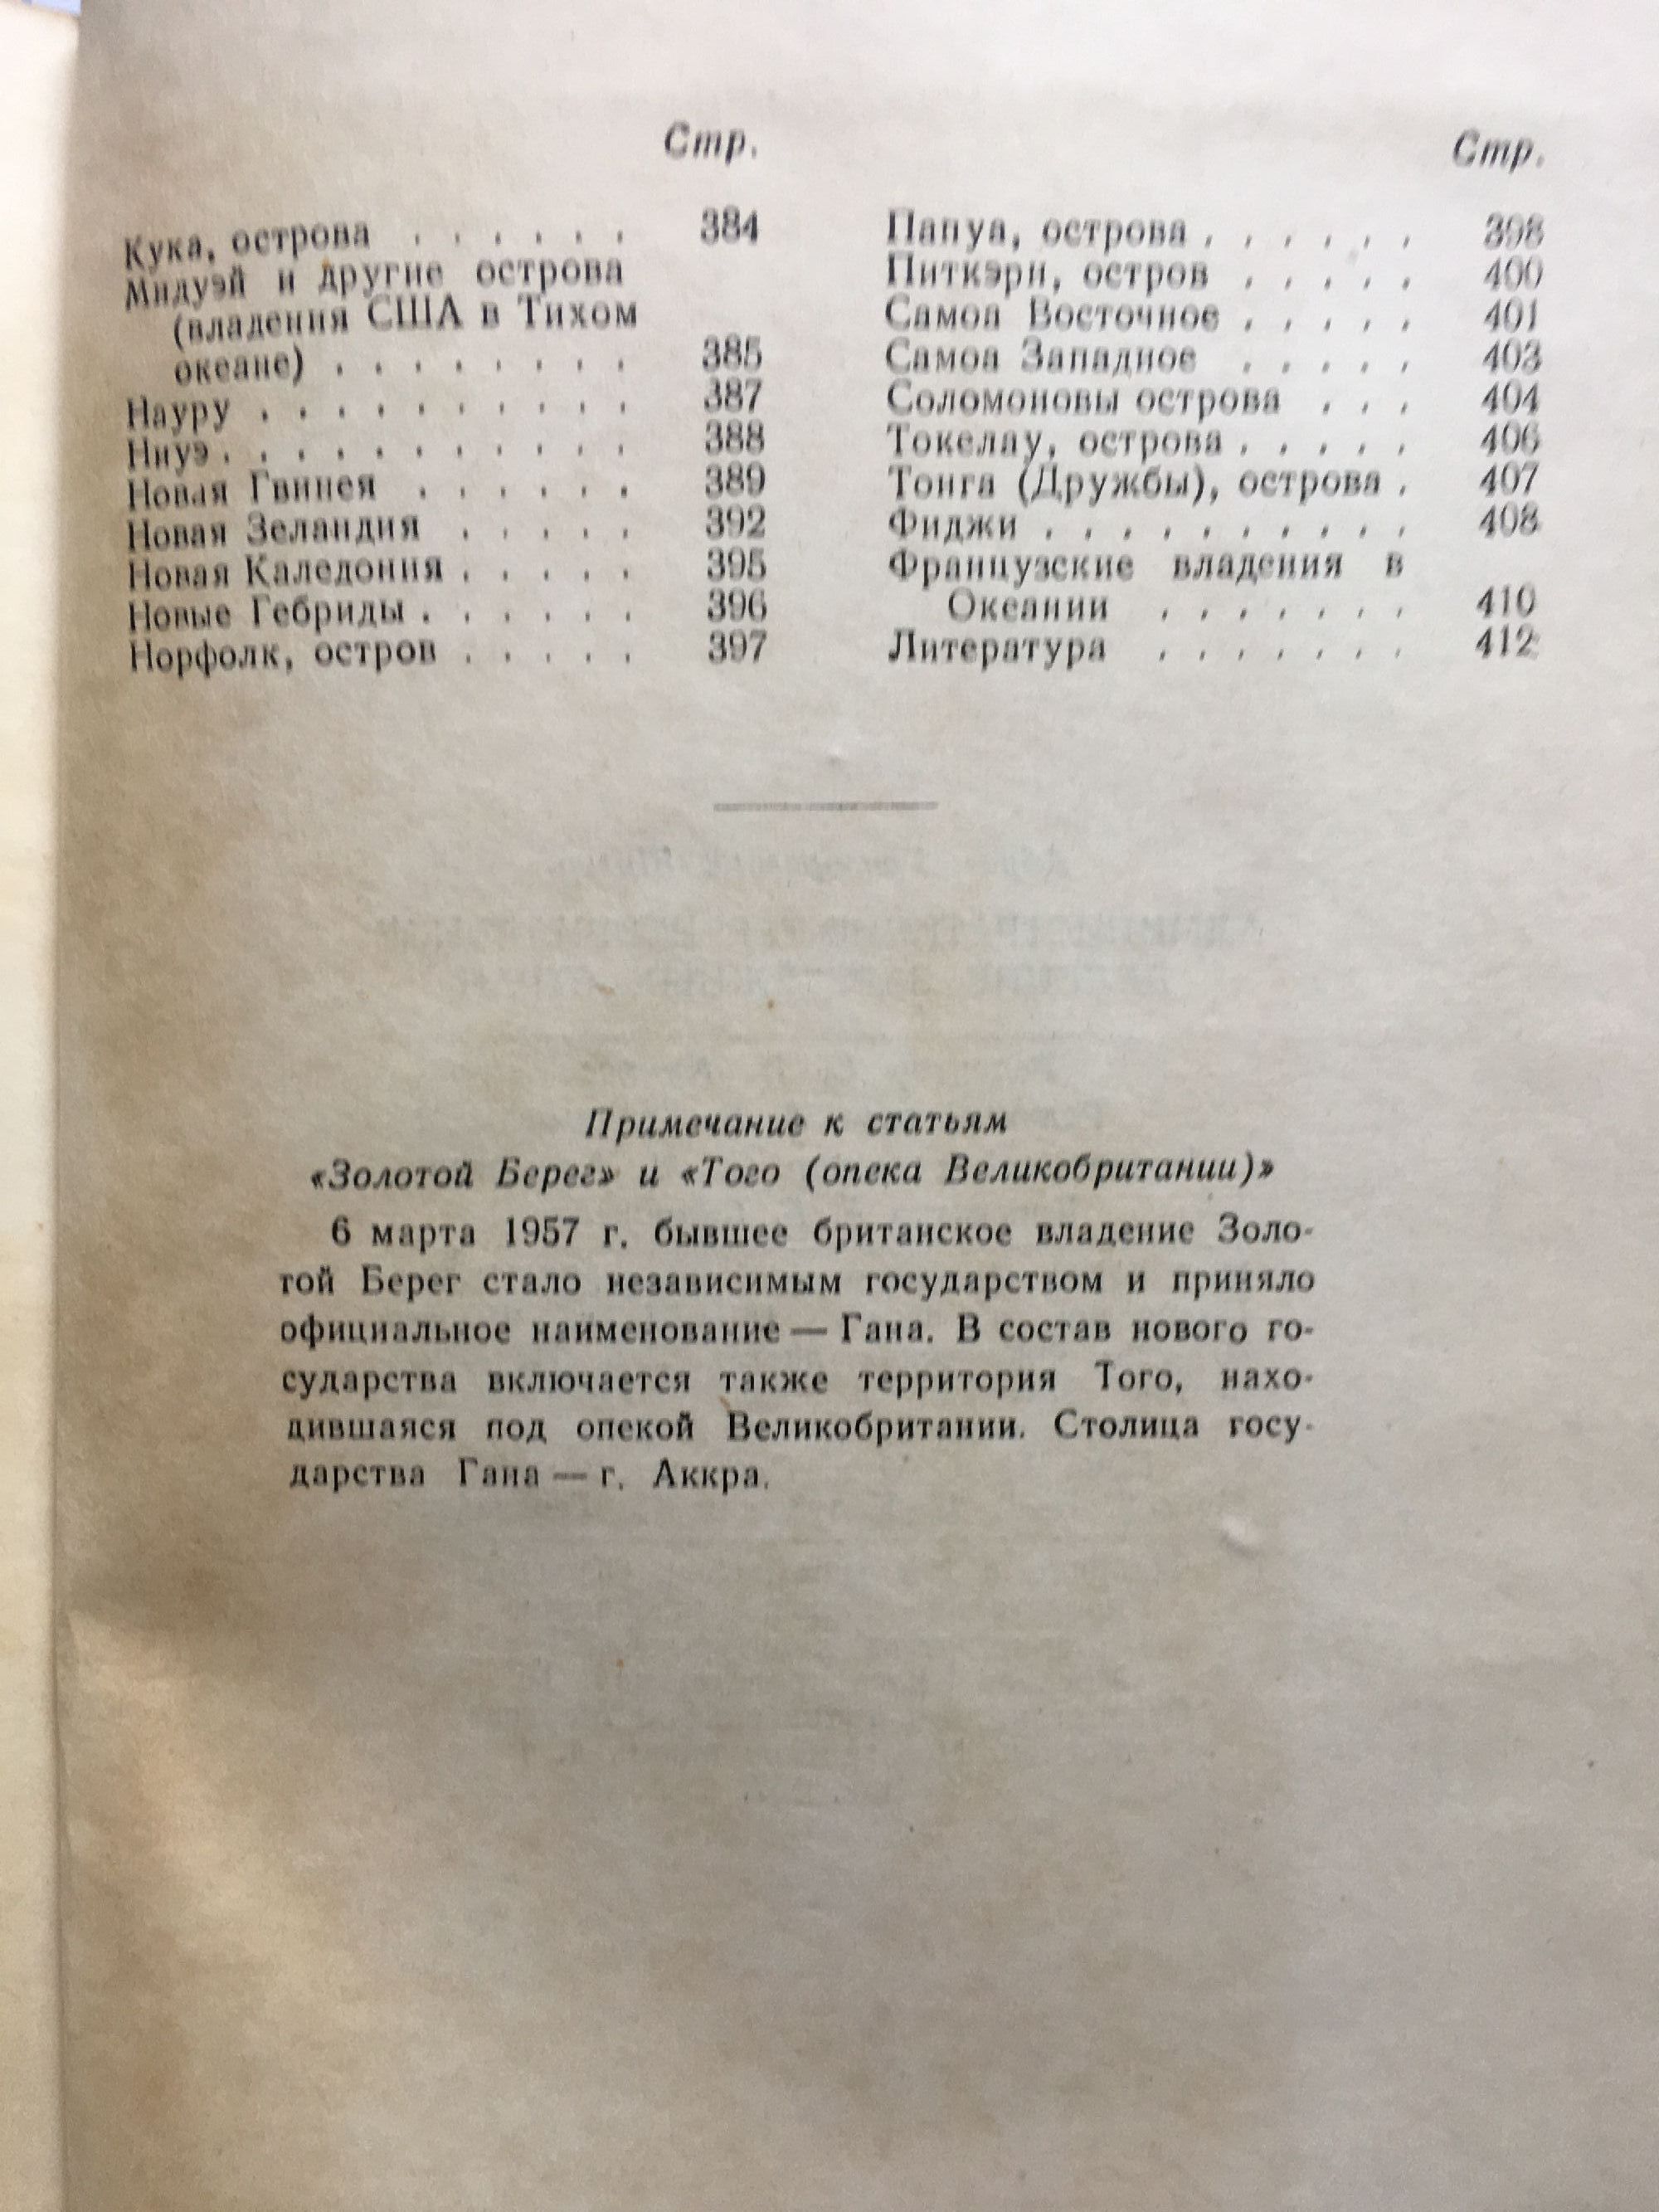 Стр.
Кука, острова . . . . . . 384
Мидуэй и другие острова
(владения США в Тихом
океане) . . . . . . . . 385
Науру . . . . . . . . . . 387
Ниуэ . . . . . . . . . . . 388
Новая Гвинея . . . . . . 389
Новая Зеландия . . . . . 392
Новая Каледония . . . . . 395
Новые Гебриды . . . . . . 396
Норфолк, остров . . . . . 397
Стр.
Папуа, острова . . . . . . 398
Питкэрн, остров . . . . . 400
Самоа Восточное . . . . . 401
Самоа Западное . . . . . 403
Соломоновы острова . . . 404
Токелау, острова . . . . . 406
Тонга (Дружбы), острова . 407
Фиджи . . . . . . . . . . 408
Французские владения в
Океании . . . . . . . 410
Литература . . . . . . . 412
Примечание к статьям
«Золотой Берег» и «Того (опека Великобритании)»
6 марта 1957 г. бывшее британское владение Золо-
той Берег стало независимым государством и приняло
официальное наименование — Гана. В состав нового го-
сударства включается также территория Того, нахо-
дившаяся под опекой Великобритании. Столица госу-
дарства Гана — г. Аккра.